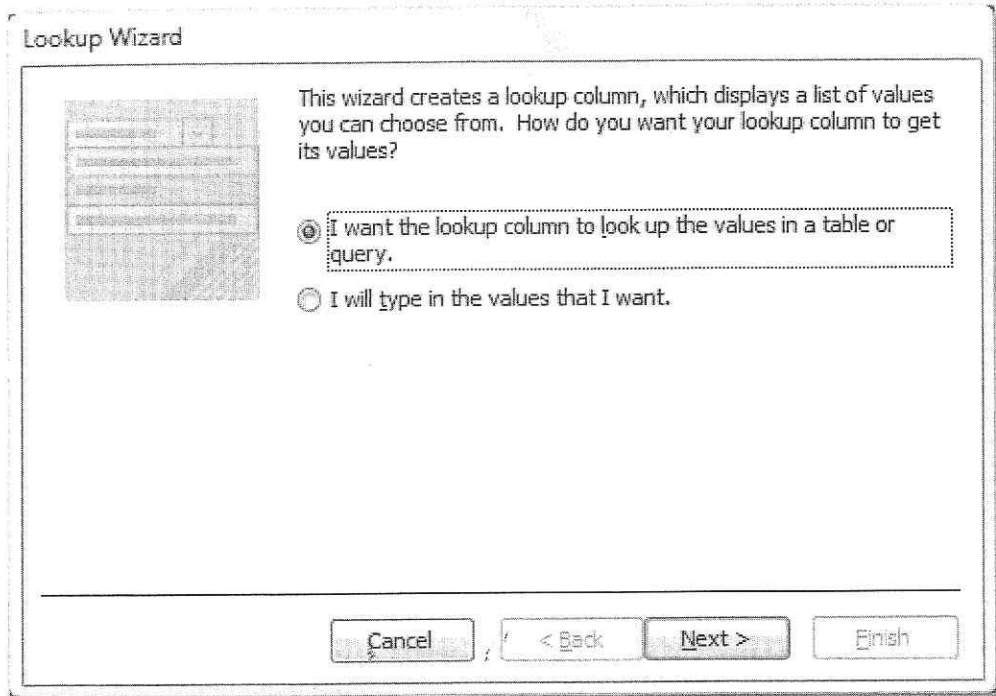 Lookup Wizard
This wizard creates a lookup column, which displays a list of values
you can choose from.  How do you want your lookup column to get
its values?
I want the lookup column to look up the values in a table or
query.
I will type in the values that I want.
Cancel
< Back
Next >
Finish